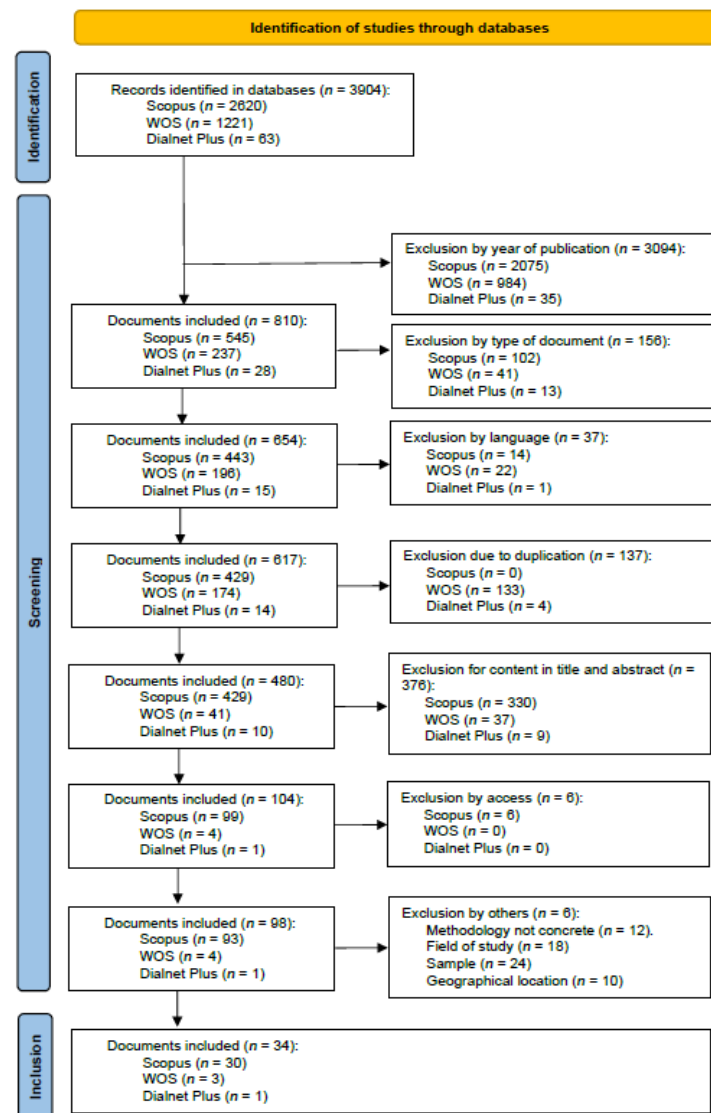 Identification of studies through databases
Identification
Records identified in databases (n = 3904):
Scopus (n = 2620)
WOS (n = 1221)
Dialnet Plus (n = 63)
Screening
Exclusion by year of publication (n = 3094):
Scopus (n = 2075)
WOS (n = 984)
Dialnet Plus (n = 35)
Documents included (n = 810):
Scopus (n = 545)
WOS (n = 237)
Dialnet Plus (n = 28)
Exclusion by type of document (n = 156):
Scopus (n = 102)
WOS (n = 41)
Dialnet Plus (n = 13)
Documents included (n = 654):
Scopus (n = 443)
WOS (n = 196)
Dialnet Plus (n = 15)
Exclusion by language (n = 37):
Scopus (n = 14)
WOS (n = 22)
Dialnet Plus (n = 1)
Documents included (n = 617):
Scopus (n = 429)
WOS (n = 174)
Dialnet Plus (n = 14)
Exclusion due to duplication (n = 137):
Scopus (n = 0)
WOS (n = 133)
Dialnet Plus (n = 4)
Documents included (n = 480):
Scopus (n = 429)
WOS (n = 41)
Dialnet Plus (n = 10)
Exclusion for content in title and abstract (n =
376):
Scopus (n = 330)
WOS (n = 37)
Dialnet Plus (n = 9)
Documents included (n = 104):
Scopus (n = 99)
WOS (n = 4)
Dialnet Plus (n = 1)
Exclusion by access (n = 6):
Scopus (n = 6)
WOS (n = 0)
Dialnet Plus (n = 0)
Documents included (n = 98):
Scopus (n = 93)
WOS (n = 4)
Dialnet Plus (n = 1)
Exclusion by others (n = 6):
Methodology not concrete (n = 12).
Field of study (n = 18)
Sample (n = 24)
Geographical location (n = 10)
Inclusion
Documents included (n = 34):
Scopus (n = 30)
WOS (n = 3)
Dialnet Plus (n = 1)